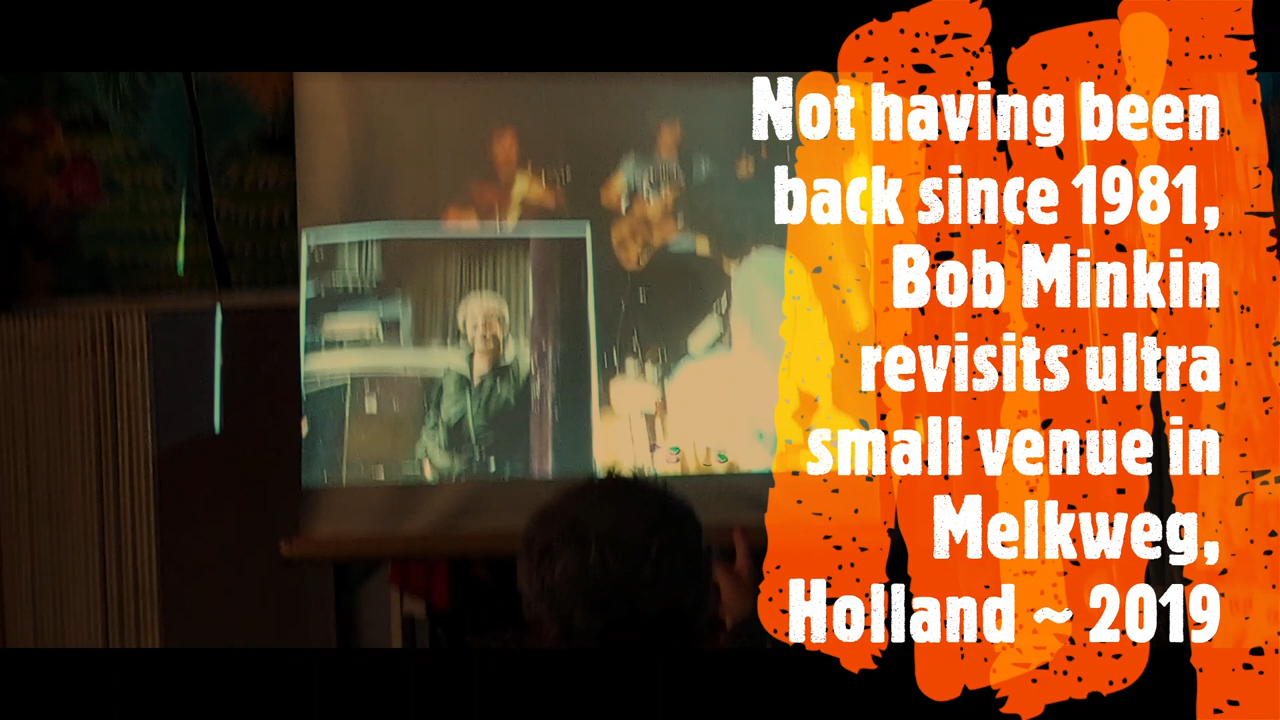 Not having been
back since 1981,
Bob Minkin
revisits ultra
small venue in
Melkweg,
Holland ~ 2019